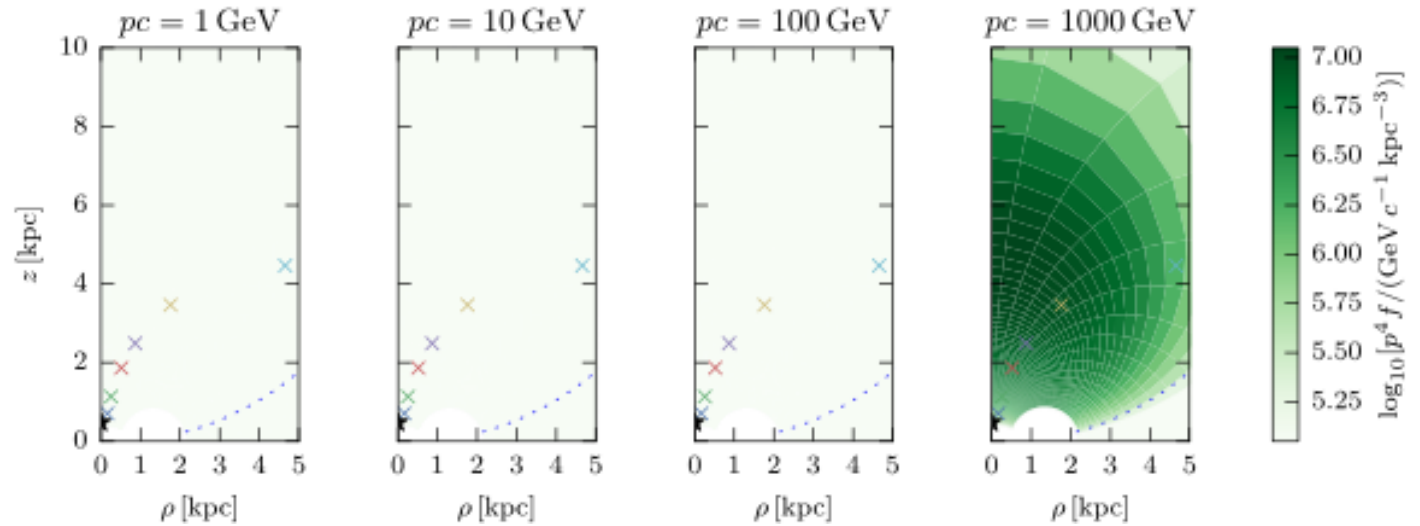 pc = 1 GeV pc = 10 GeV pc = 100 GeV pc = 1000 GeV
10
8
6
4
2
0
z [kpc]
0 1 2 3 4 5 0 1 2 3 4 5 0 1 2 3 4 5 0 1 2 3 4 5
ρ [kpc] ρ [kpc] ρ [kpc] ρ [kpc]
7.00
6.75
6.50
6.25
6.00
5.75
5.50
5.25
log₁₀[p⁴ f/(GeV c⁻¹ kpc⁻³)]